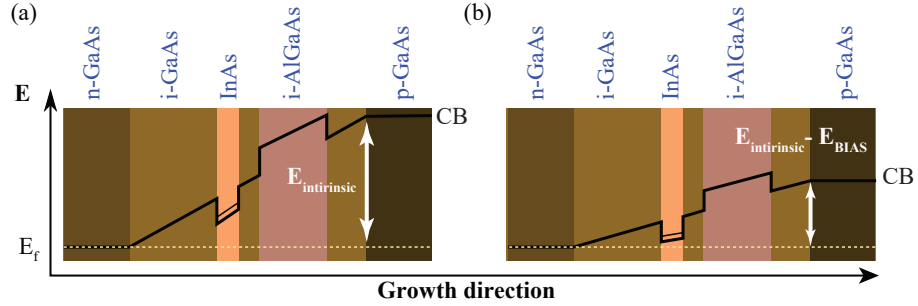 (a)
n-GaAs
i-GaAs
InAs
i-AlGaAs
p-GaAs
E
CB
E_intirinsic
E_f
(b)
n-GaAs
i-GaAs
InAs
i-AlGaAs
p-GaAs
E_intirinsic - E_BIAS
CB
Growth direction